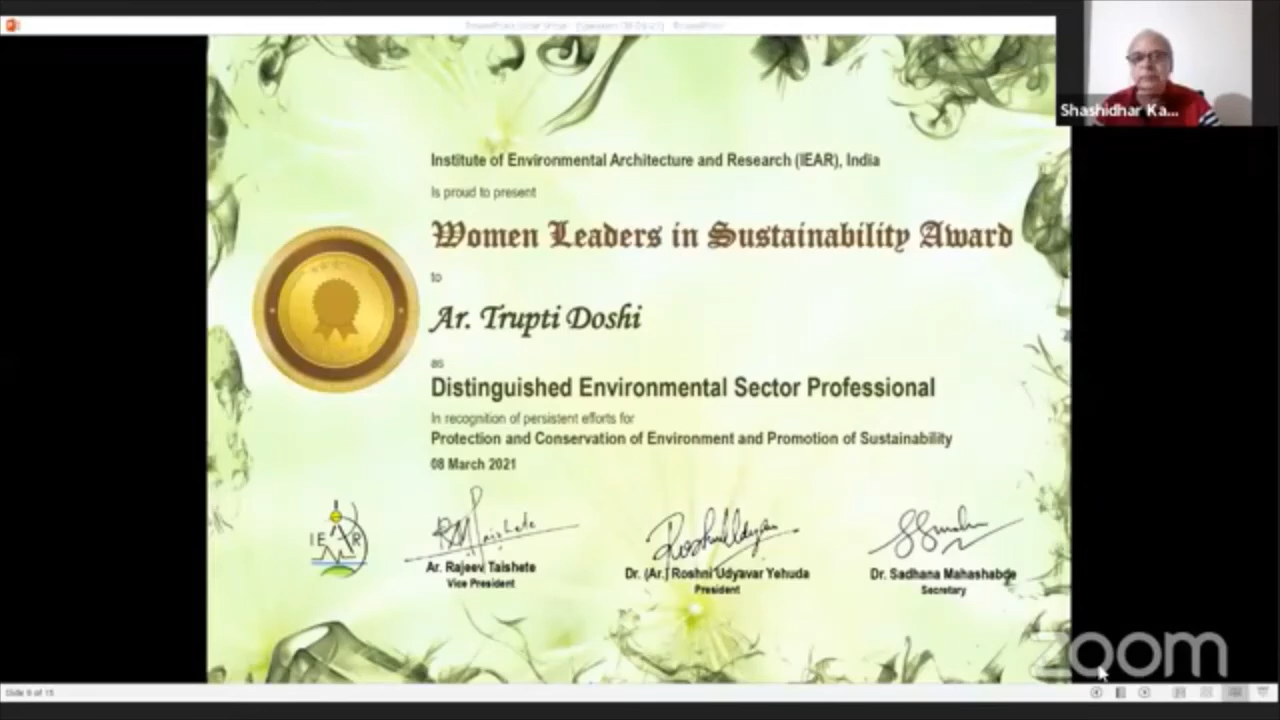 Shashidhar Ka...
Institute of Environmental Architecture and Research (IEAR), India
Is proud to present
Women Leaders in Sustainability Award
to
Ar. Trupti Doshi
as
Distinguished Environmental Sector Professional
In recognition of persistent efforts for
Protection and Conservation of Environment and Promotion of Sustainability
08 March 2021
Ar. Rajeev Taishete
Vice President
Dr. (Ar.) Roshni Udyavar Yehuda
President
Dr. Sadhana Mahashabde
Secretary
zoom